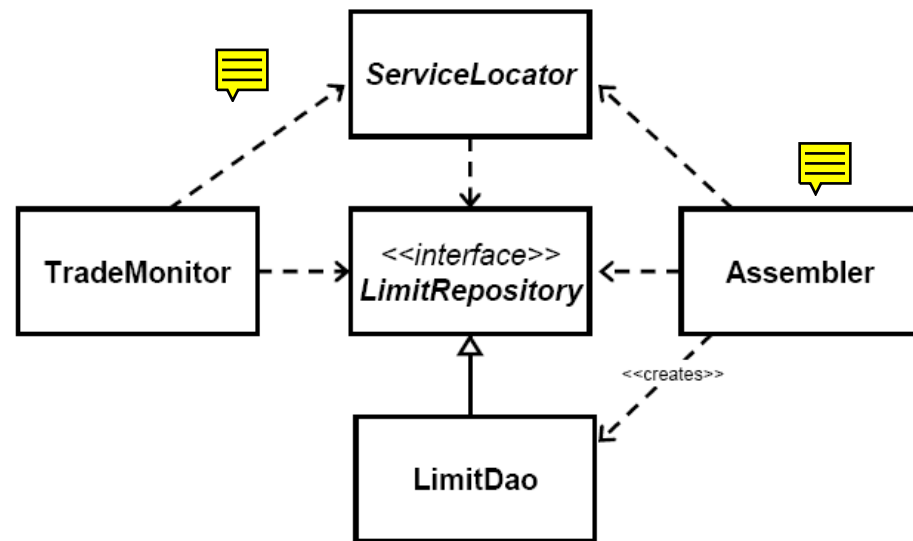 ServiceLocator
TradeMonitor
<<interface>>
LimitRepository
Assembler
<<creates>>
LimitDao